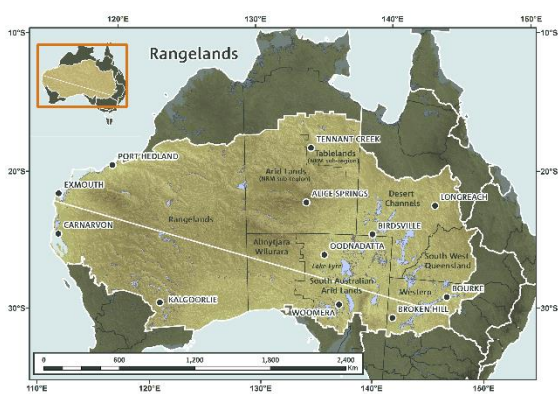 120°E
130°E
140°E
150°E
160°E
10°S
10°S
Rangelands
TENNANT CREEK
Tablelands
(NRM sub-region)
PORT HEDLAND
20°S
20°S
Arid Lands
(NRM sub-region)
EXMOUTH
ALICE SPRINGS
Desert
Channels
LONGREACH
Rangelands
CARNARVON
BIRDSVILLE
Alinytjara
Wilurara
OODNADATTA
South West
Queensland
Lake Eyre
South Australian
Arid Lands
Western
BOURKE
KALGOORLIE
30°S
30°S
WOOMERA
BROKEN HILL
0
600
1,200
1,800
2,400
Km
110°E
120°E
130°E
140°E
150°E